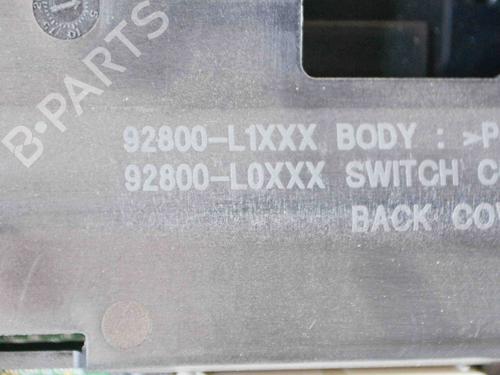 B-PARTS
92800-L1XXX BODY : >P
92800-L0XXX SWITCH C
BACK COV